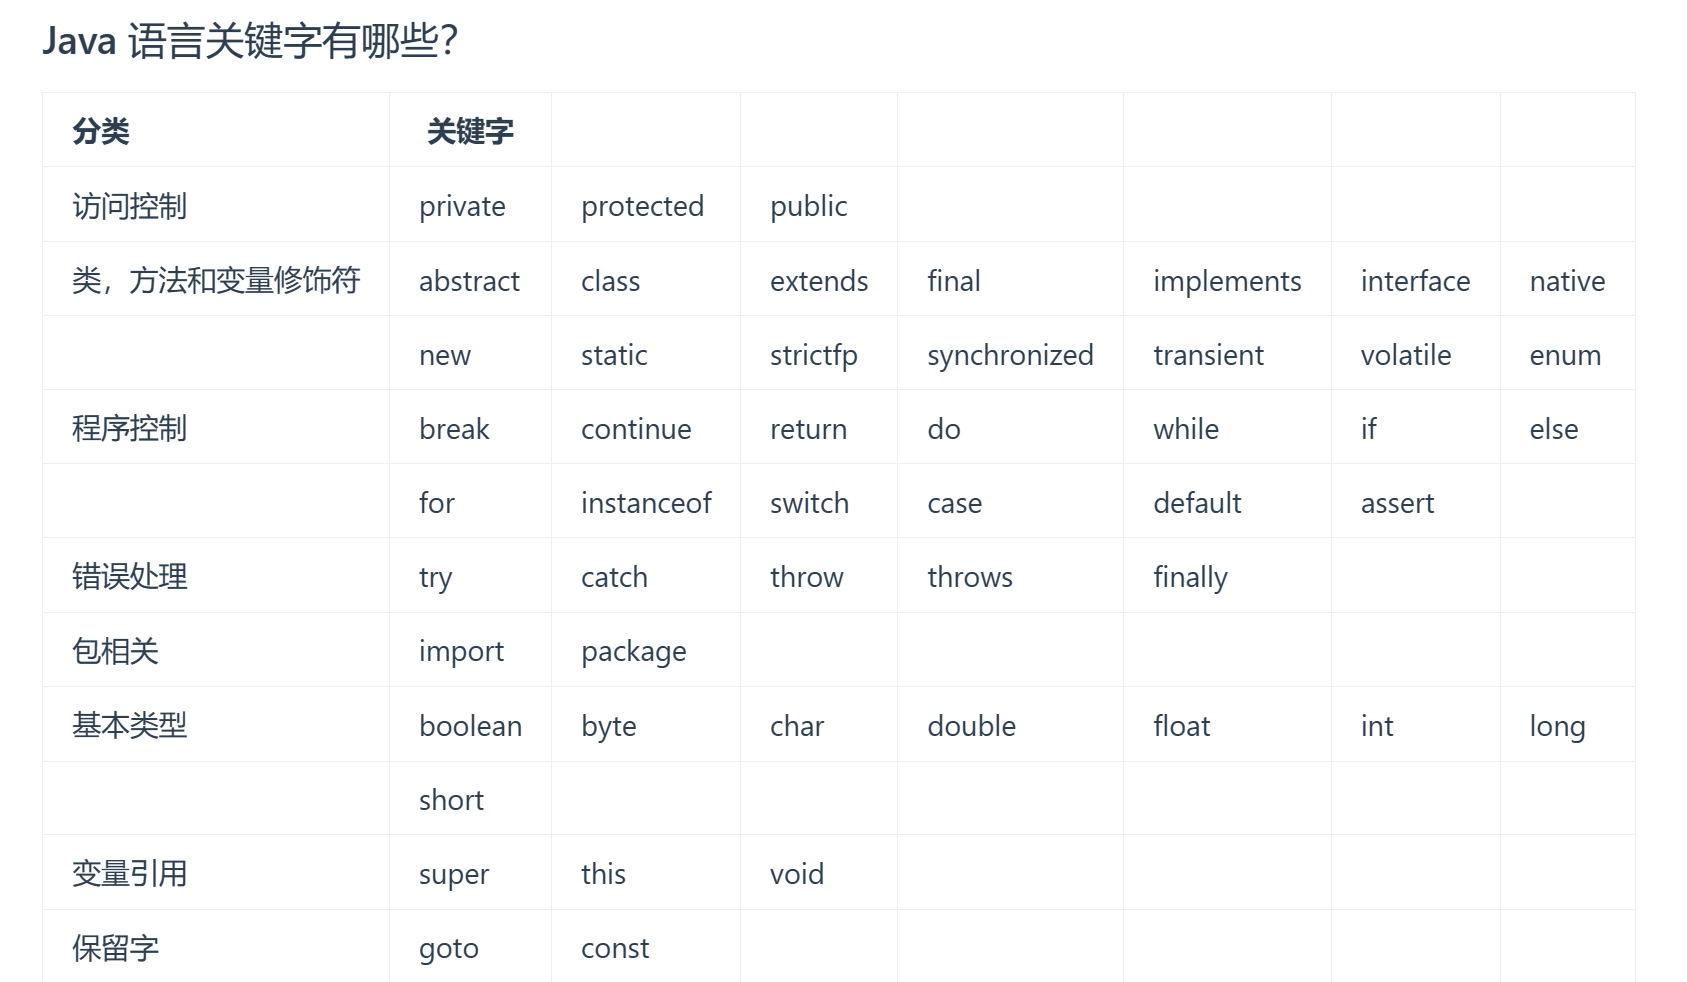 Java 语言关键字有哪些？
分类 关键字
访问控制 private protected public
类，方法和变量修饰符 abstract class extends final implements interface native
new static strictfp synchronized transient volatile enum
程序控制 break continue return do while if else
for instanceof switch case default assert
错误处理 try catch throw throws finally
包相关 import package
基本类型 boolean byte char double float int long
short
变量引用 super this void
保留字 goto const